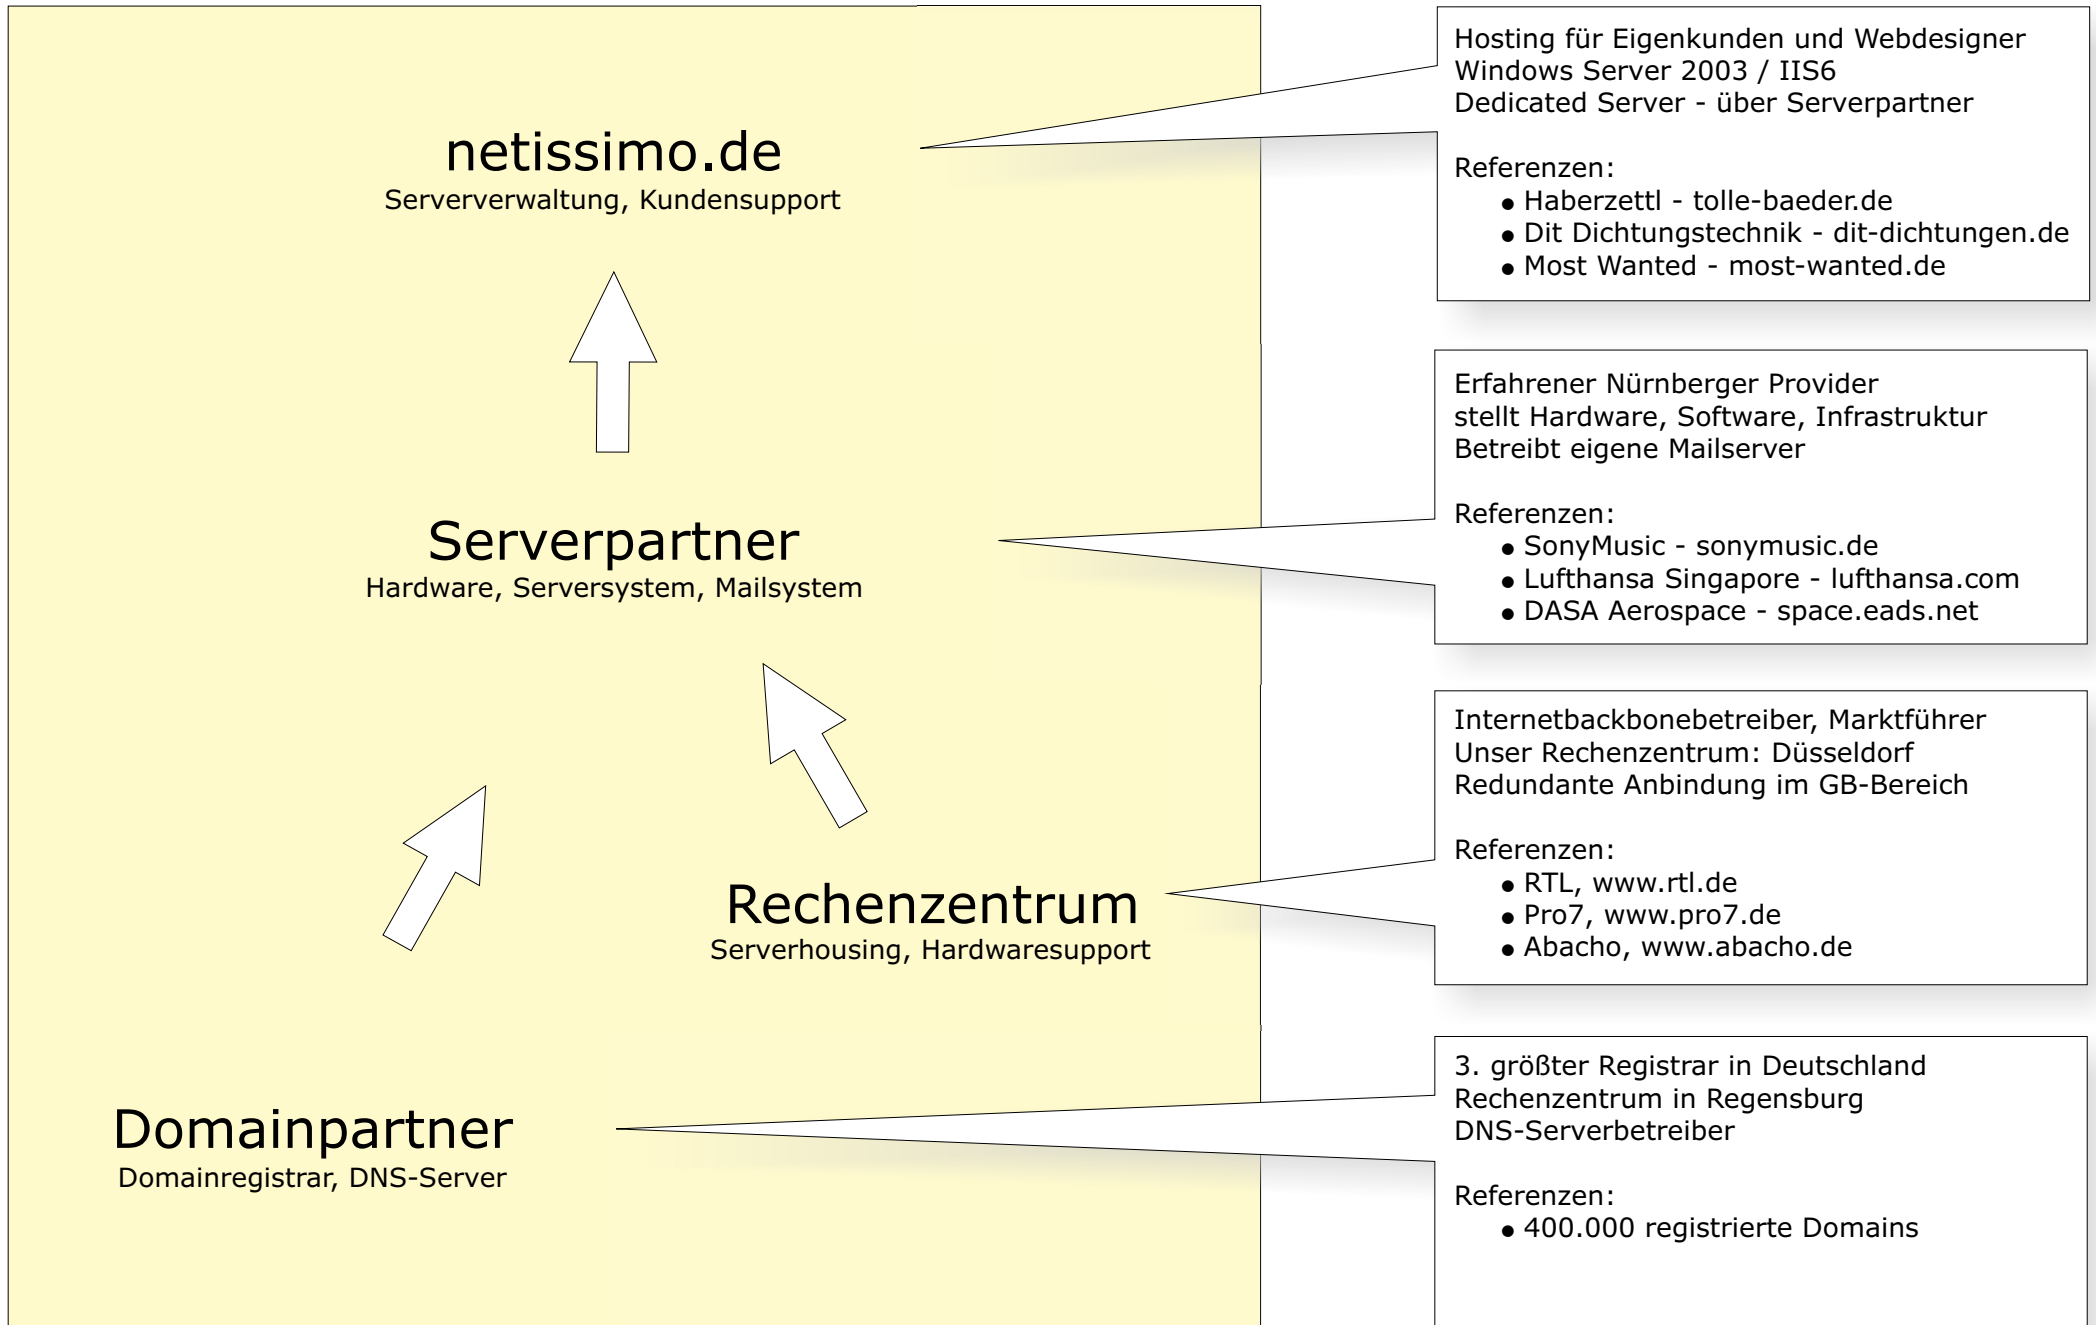 netissimo.de
Serververwaltung, Kundensupport
Hosting für Eigenkunden und Webdesigner
Windows Server 2003 / IIS6
Dedicated Server - über Serverpartner
Referenzen:
● Haberzettl - tolle-baeder.de
● Dit Dichtungstechnik - dit-dichtungen.de
● Most Wanted - most-wanted.de
Serverpartner
Hardware, Serversystem, Mailsystem
Erfahrener Nürnberger Provider
stellt Hardware, Software, Infrastruktur
Betreibt eigene Mailserver
Referenzen:
● SonyMusic - sonymusic.de
● Lufthansa Singapore - lufthansa.com
● DASA Aerospace - space.eads.net
Rechenzentrum
Serverhousing, Hardwaresupport
Internetbackbonebetreiber, Marktführer
Unser Rechenzentrum: Düsseldorf
Redundante Anbindung im GB-Bereich
Referenzen:
● RTL, www.rtl.de
● Pro7, www.pro7.de
● Abacho, www.abacho.de
Domainpartner
Domainregistrar, DNS-Server
3. größter Registrar in Deutschland
Rechenzentrum in Regensburg
DNS-Serverbetreiber
Referenzen:
● 400.000 registrierte Domains